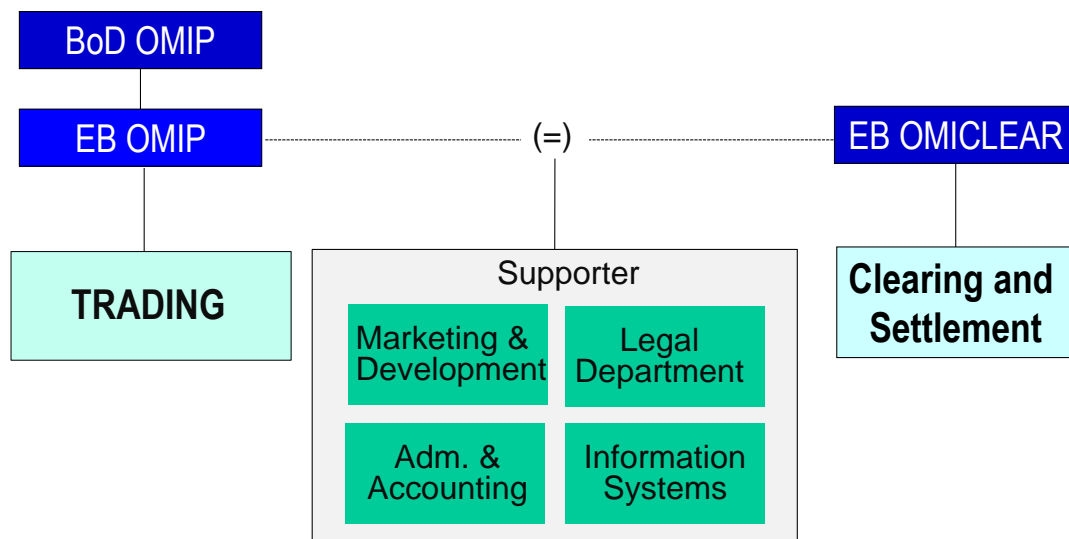 BoD OMIP
EB OMIP
(=)
EB OMICLEAR
TRADING
Supporter
Marketing &
Development
Legal
Department
Adm. &
Accounting
Information
Systems
Clearing and
Settlement